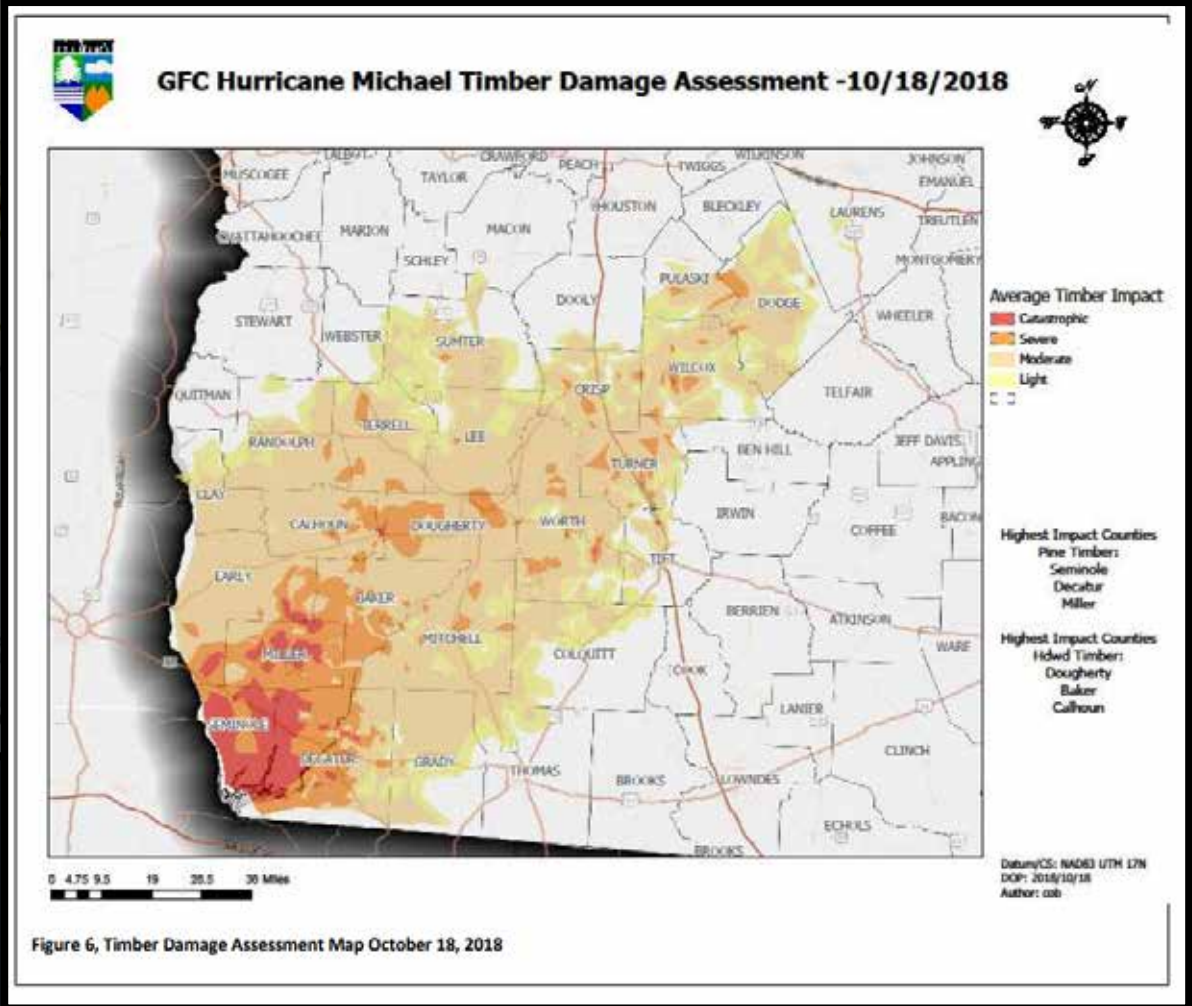 GFC Hurricane Michael Timber Damage Assessment -10/18/2018
TALBOT
CRAWFORD
PEACH
TWIGGS
WILKINSON
JOHNSON
MUSCOGEE
TAYLOR
EMANUEL
HOUSTON
BLECKLEY
LAURENS
TREUTLEN
CHATTAHOOCHEE
MARION
MACON
SCHLEY
MONTGOMERY
PULASKI
DOOLY
DODGE
STEWART
WEBSTER
SUMTER
WHEELER
WILCOX
QUITMAN
CRISP
TELFAIR
RANDOLPH
TERRELL
LEE
BEN HILL
JEFF DAVIS
APPLING
TURNER
CLAY
CALHOUN
DOUGHERTY
WORTH
IRWIN
COFFEE
BACON
TIFT
EARLY
BAKER
BERRIEN
ATKINSON
MITCHELL
COLQUITT
WARE
MILLER
COOK
LANIER
SEMINOLE
CLINCH
DECATUR
GRADY
THOMAS
BROOKS
LOWNDES
ECHOLS
BROOKS
Average Timber Impact
Catastrophic
Severe
Moderate
Light
Highest Impact Counties
Pine Timber:
Seminole
Decatur
Miller
Highest Impact Counties
Hdwd Timber:
Dougherty
Baker
Calhoun
Datum/CS: NAD83 UTM 17N
DOP: 2018/10/18
Author: cob
0 4.75 9.5 19 28.5 38 Miles
Figure 6, Timber Damage Assessment Map October 18, 2018